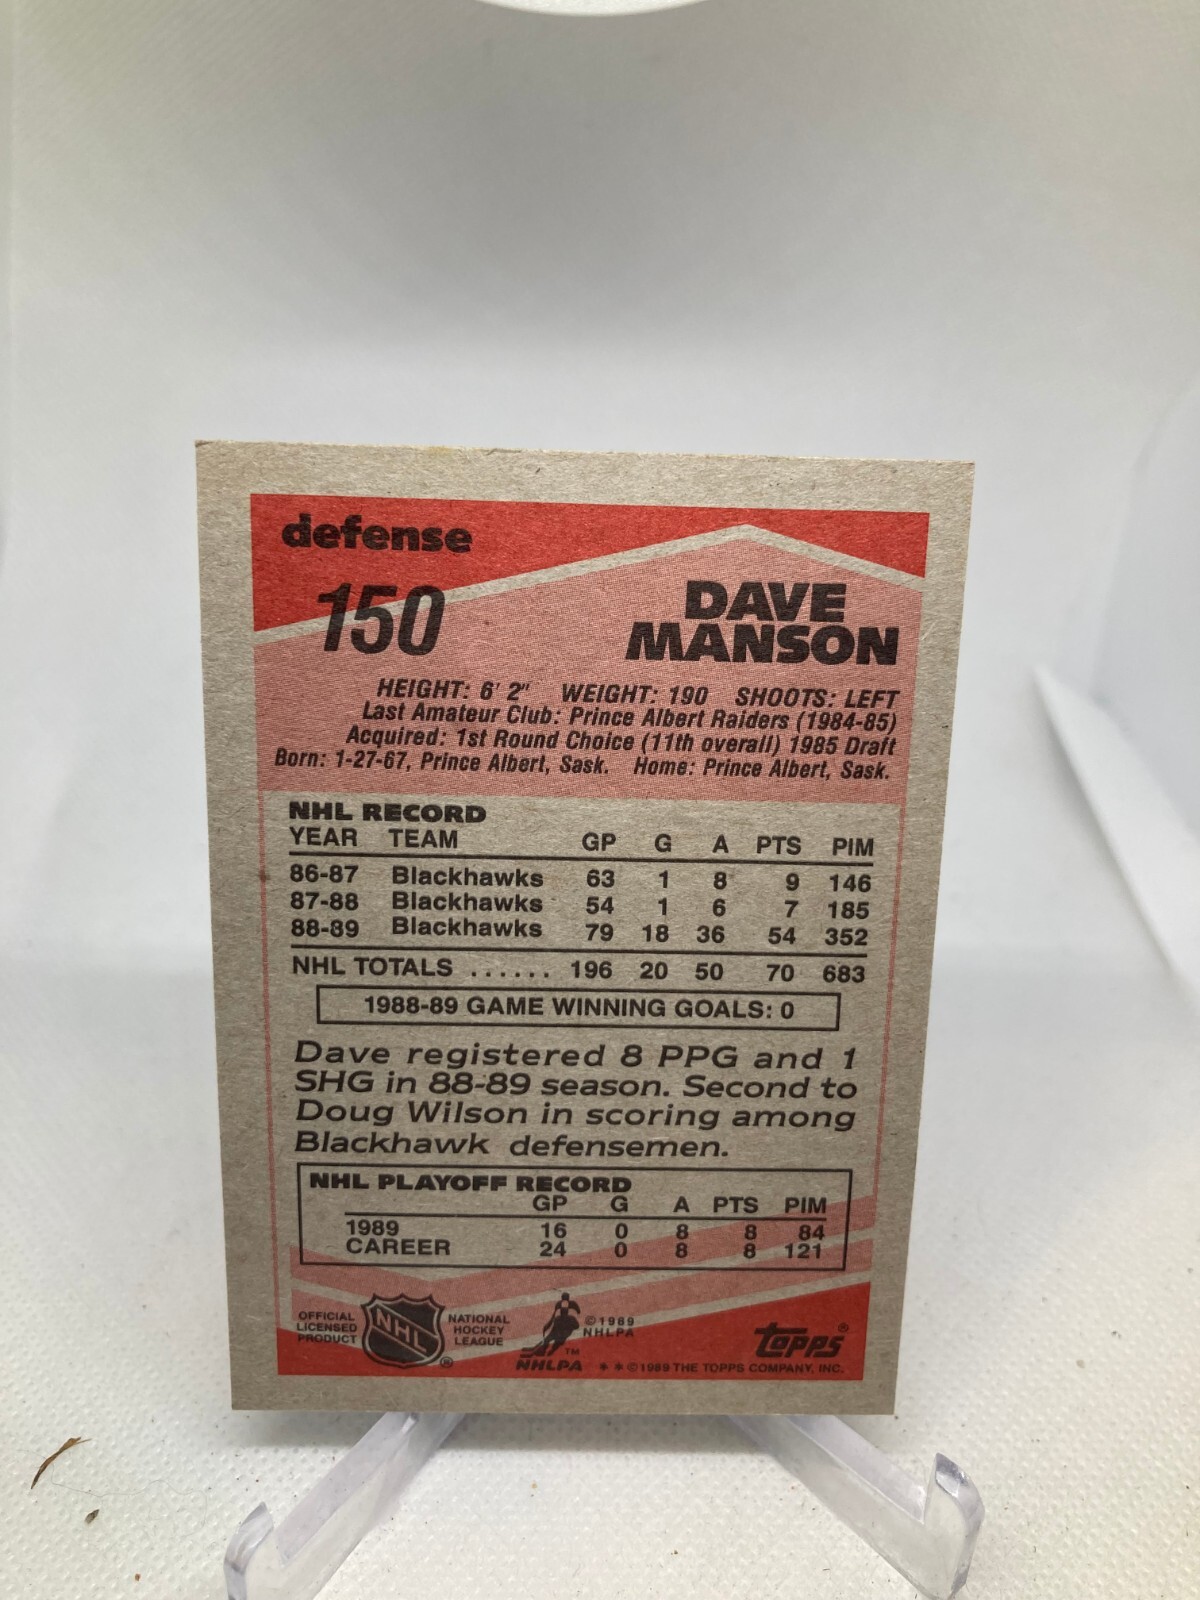 defense
150
DAVE
MANSON
HEIGHT: 6' 2" WEIGHT: 190 SHOOTS: LEFT
Last Amateur Club: Prince Albert Raiders (1984-85)
Acquired: 1st Round Choice (11th overall) 1985 Draft
Born: 1-27-67, Prince Albert, Sask. Home: Prince Albert, Sask.
NHL RECORD
YEAR TEAM GP G A PTS PIM
86-87 Blackhawks 63 1 8 9 146
87-88 Blackhawks 54 1 6 7 185
88-89 Blackhawks 79 18 36 54 352
NHL TOTALS ...... 196 20 50 70 683
1988-89 GAME WINNING GOALS: 0
Dave registered 8 PPG and 1
SHG in 88-89 season. Second to
Doug Wilson in scoring among
Blackhawk defensemen.
NHL PLAYOFF RECORD
GP G A PTS PIM
1989 16 0 8 8 84
CAREER 24 0 8 8 121
OFFICIAL
LICENSED
PRODUCT
NHL ®
NATIONAL
HOCKEY
LEAGUE
TM
NHLPA
©1989
NHLPA
topps®
* * ©1989 THE TOPPS COMPANY, INC.